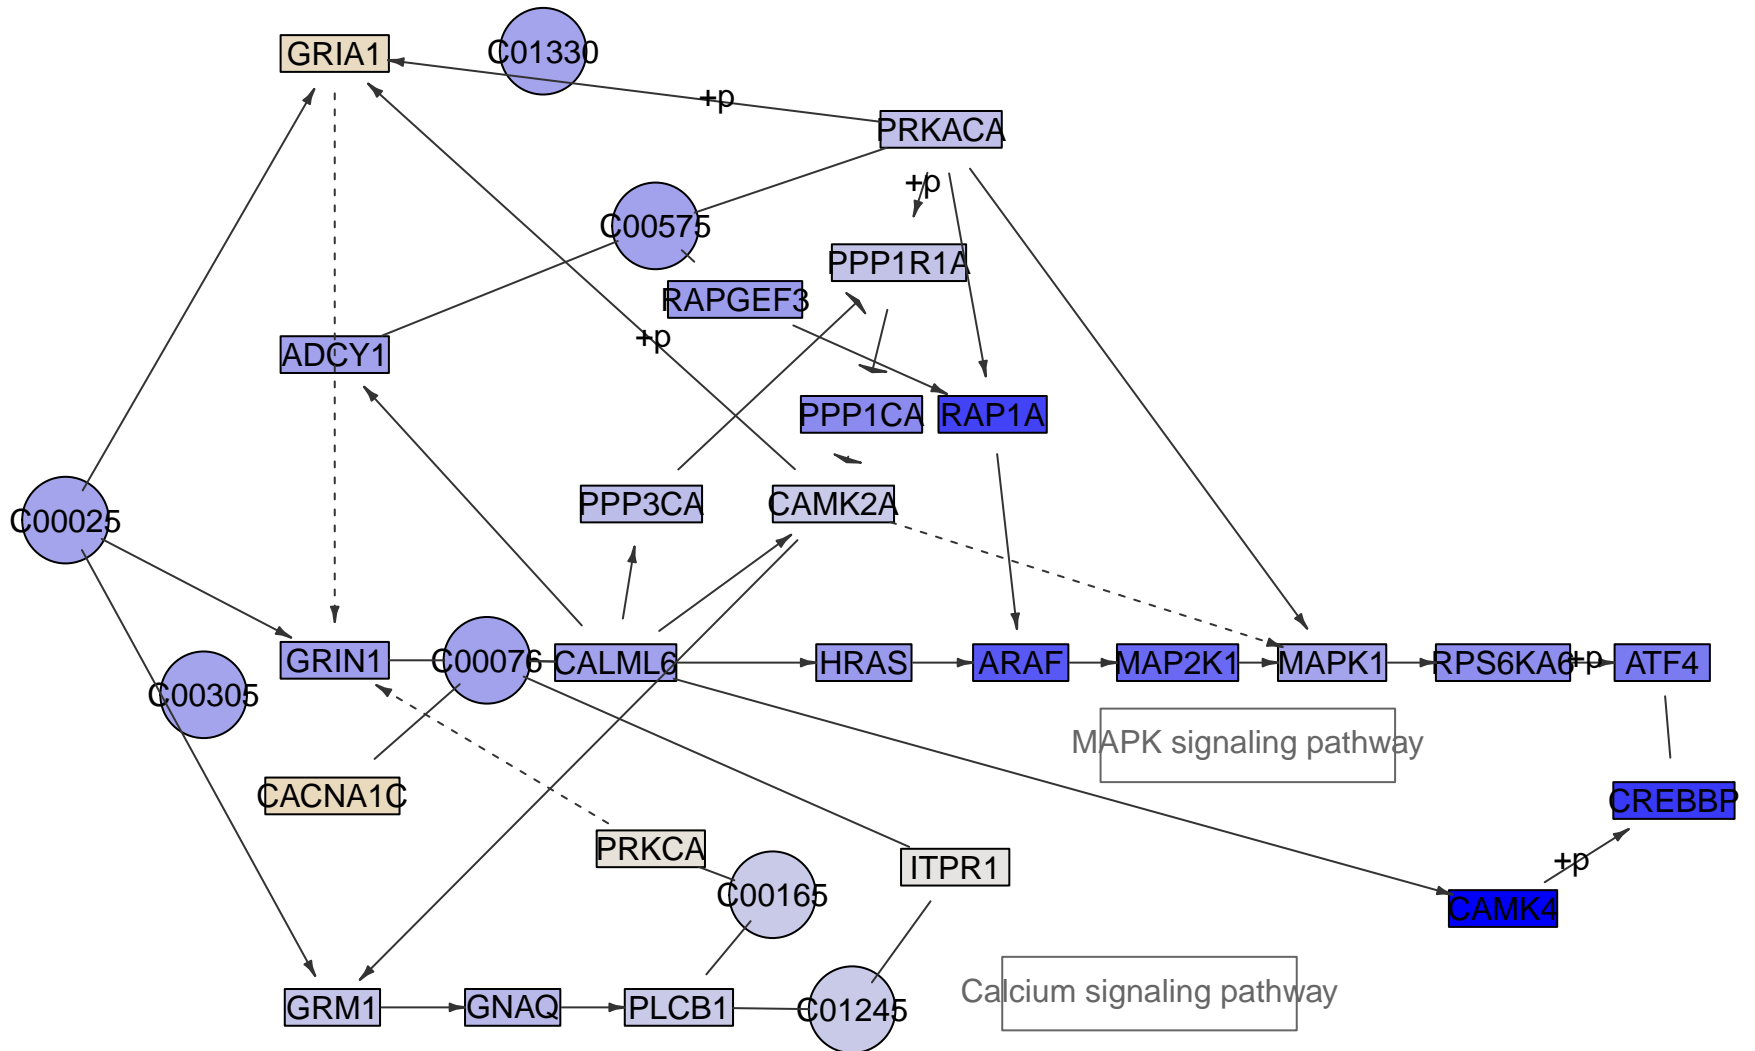 GRIA1
C01330
+p
PRKACA
+p
C00575
PPP1R1A
RAPGEF3
+p
ADCY1
PPP1CA
RAP1A
PPP3CA
CAMK2A
C00025
GRIN1
C00076
CALML6
HRAS
ARAF
MAP2K1
MAPK1
RPS6KA6
+p
ATF4
C00305
MAPK signaling pathway
CACNA1C
CREBBP
PRKCA
ITPR1
+p
C00165
CAMK4
Calcium signaling pathway
GRM1
GNAQ
PLCB1
C01245